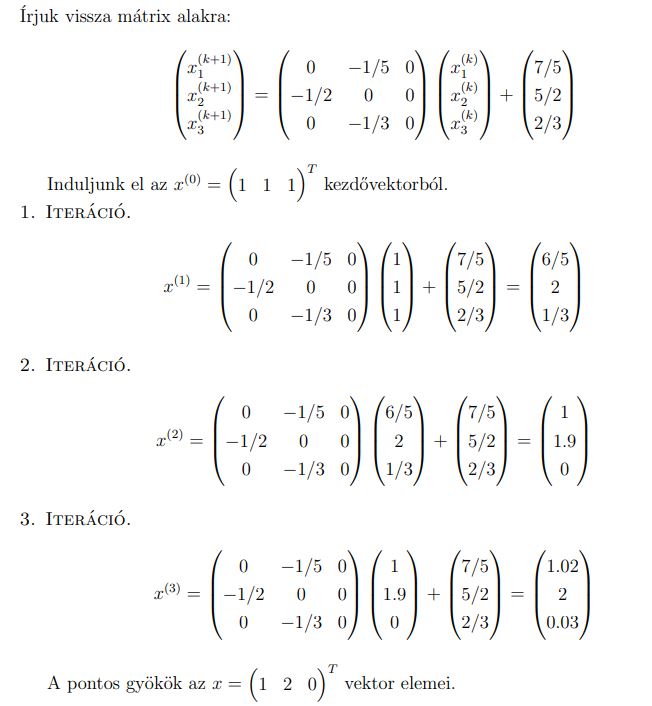 Írjuk vissza mátrix alakra:
$$\begin{pmatrix} x_1^{(k+1)} \\ x_2^{(k+1)} \\ x_3^{(k+1)} \end{pmatrix} = \begin{pmatrix} 0 & -1/5 & 0 \\ -1/2 & 0 & 0 \\ 0 & -1/3 & 0 \end{pmatrix} \begin{pmatrix} x_1^{(k)} \\ x_2^{(k)} \\ x_3^{(k)} \end{pmatrix} + \begin{pmatrix} 7/5 \\ 5/2 \\ 2/3 \end{pmatrix}$$
Induljunk el az $x^{(0)} = \begin{pmatrix} 1 & 1 & 1 \end{pmatrix}^T$ kezdővektorból.
1. ITERÁCIÓ.
$$x^{(1)} = \begin{pmatrix} 0 & -1/5 & 0 \\ -1/2 & 0 & 0 \\ 0 & -1/3 & 0 \end{pmatrix} \begin{pmatrix} 1 \\ 1 \\ 1 \end{pmatrix} + \begin{pmatrix} 7/5 \\ 5/2 \\ 2/3 \end{pmatrix} = \begin{pmatrix} 6/5 \\ 2 \\ 1/3 \end{pmatrix}$$
2. ITERÁCIÓ.
$$x^{(2)} = \begin{pmatrix} 0 & -1/5 & 0 \\ -1/2 & 0 & 0 \\ 0 & -1/3 & 0 \end{pmatrix} \begin{pmatrix} 6/5 \\ 2 \\ 1/3 \end{pmatrix} + \begin{pmatrix} 7/5 \\ 5/2 \\ 2/3 \end{pmatrix} = \begin{pmatrix} 1 \\ 1.9 \\ 0 \end{pmatrix}$$
3. ITERÁCIÓ.
$$x^{(3)} = \begin{pmatrix} 0 & -1/5 & 0 \\ -1/2 & 0 & 0 \\ 0 & -1/3 & 0 \end{pmatrix} \begin{pmatrix} 1 \\ 1.9 \\ 0 \end{pmatrix} + \begin{pmatrix} 7/5 \\ 5/2 \\ 2/3 \end{pmatrix} = \begin{pmatrix} 1.02 \\ 2 \\ 0.03 \end{pmatrix}$$
A pontos gyökök az $x = \begin{pmatrix} 1 & 2 & 0 \end{pmatrix}^T$ vektor elemei.